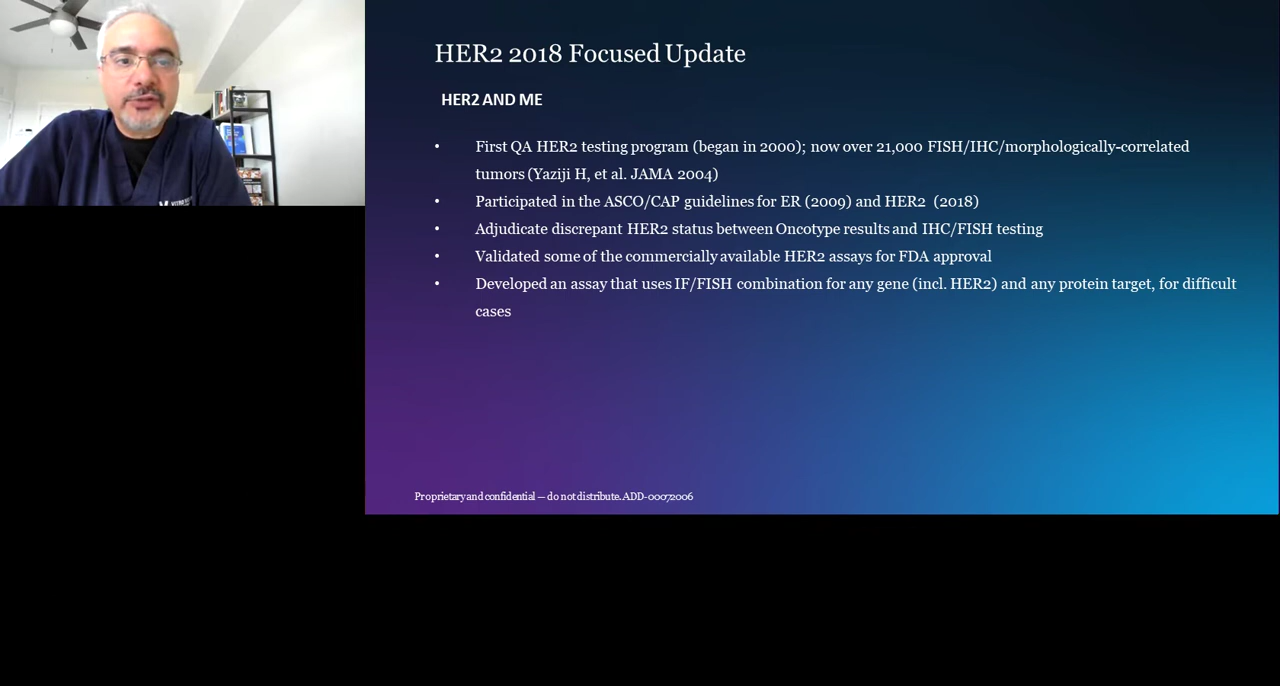 HER2 2018 Focused Update
HER2 AND ME
• First QA HER2 testing program (began in 2000); now over 21,000 FISH/IHC/morphologically-correlated
tumors (Yaziji H, et al. JAMA 2004)
• Participated in the ASCO/CAP guidelines for ER (2009) and HER2 (2018)
• Adjudicate discrepant HER2 status between Oncotype results and IHC/FISH testing
• Validated some of the commercially available HER2 assays for FDA approval
• Developed an assay that uses IF/FISH combination for any gene (incl. HER2) and any protein target, for difficult
cases
Proprietary and confidential — do not distribute. ADD-00072006